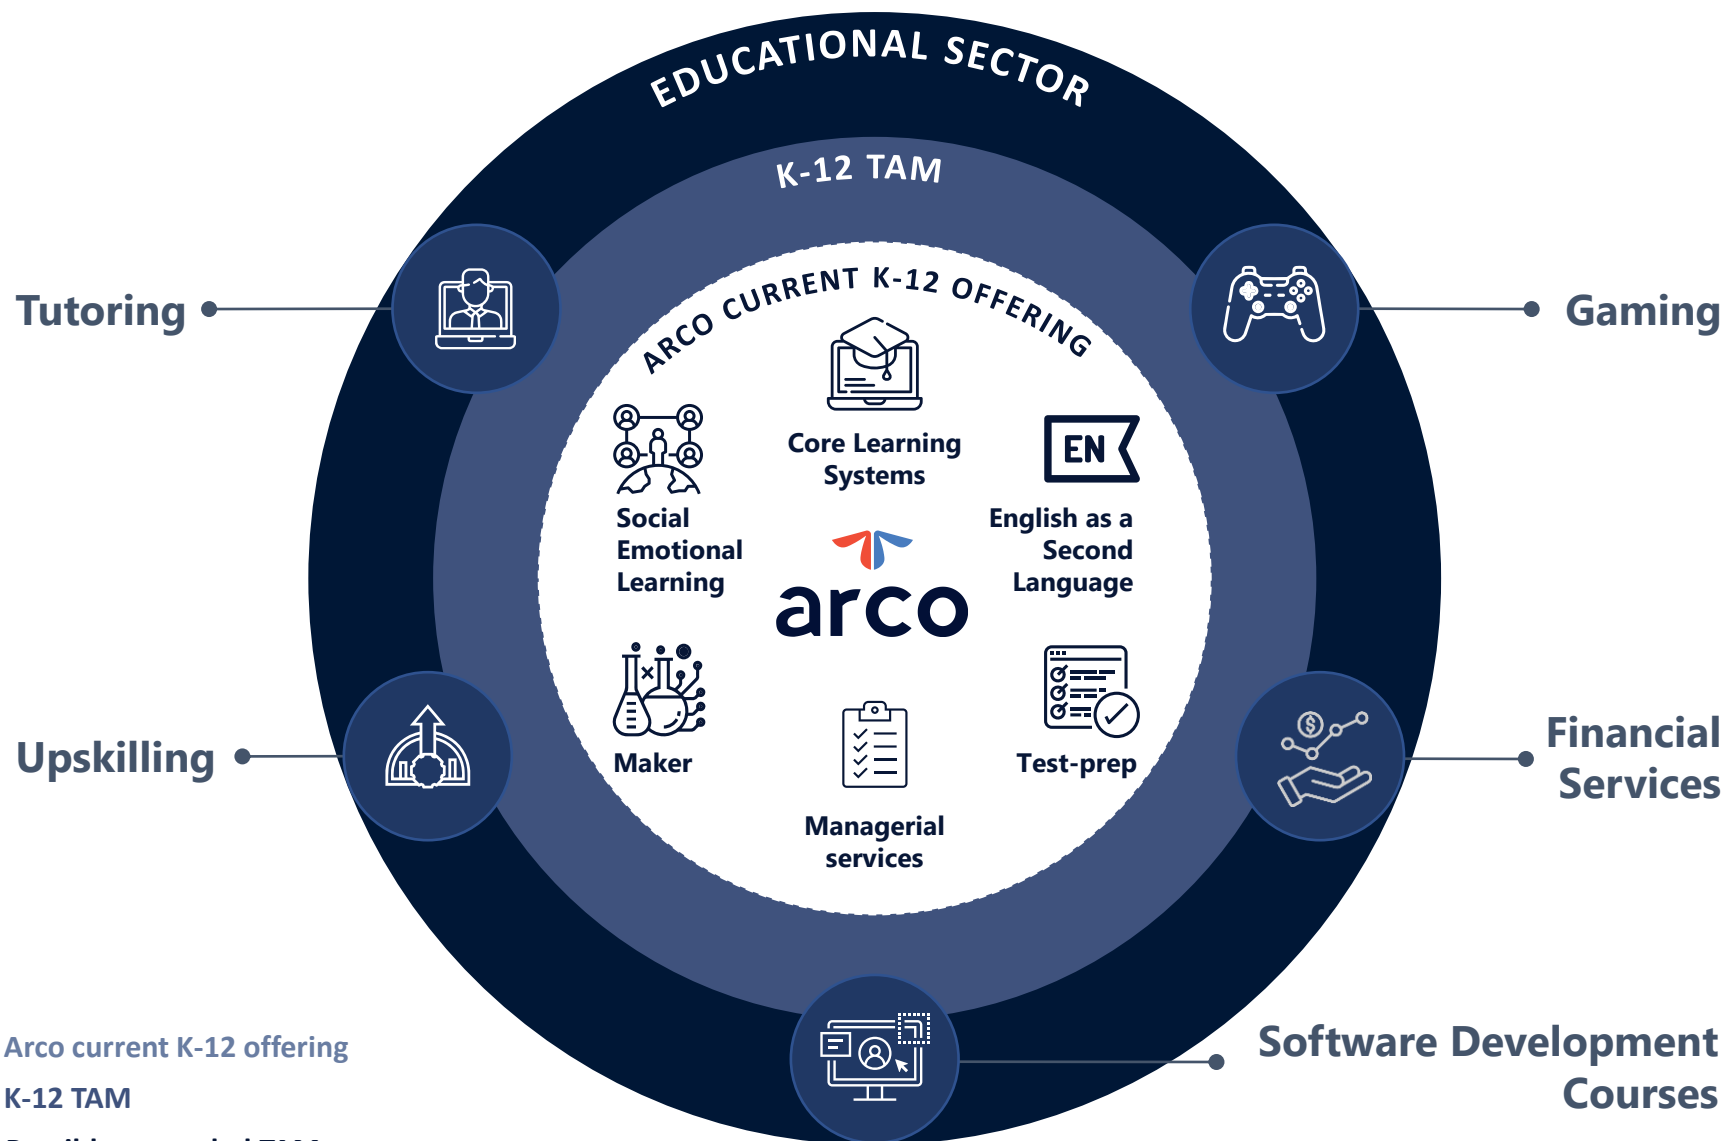 EDUCATIONAL SECTOR
K-12 TAM
ARCO CURRENT K-12 OFFERING
Tutoring
Gaming
Core Learning
Systems
EN
Social
Emotional
Learning
English as a
Second
Language
arco
Maker
Test-prep
Managerial
services
Upskilling
Financial
Services
Software Development
Courses
Arco current K-12 offering
K-12 TAM
TAM